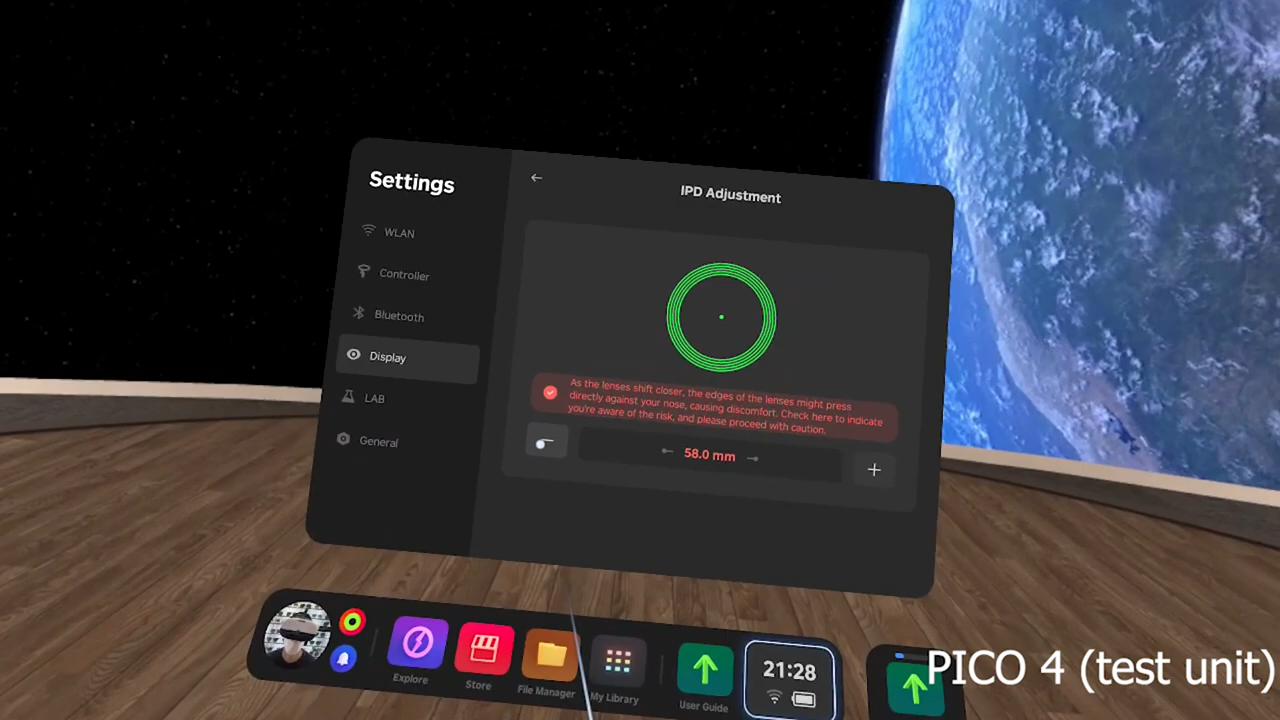 Settings
WLAN
Controller
Bluetooth
Display
LAB
General
IPD Adjustment
As the lenses shift closer, the edges of the lenses might press
directly against your nose, causing discomfort. Check here to indicate
you're aware of the risk, and please proceed with caution.
58.0 mm
Explore
Store
File Manager
My Library
User Guide
21:28
PICO 4 (test unit)